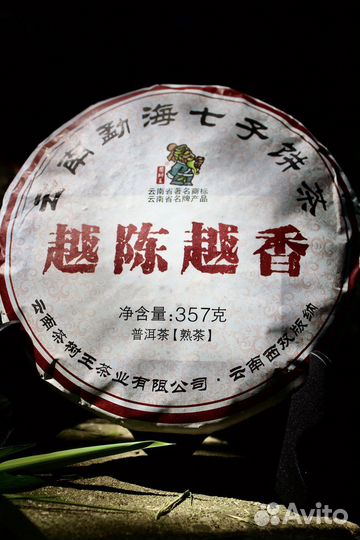 云南勐海七子饼茶
云南省著名商标
云南省名牌产品
越陈越香
净含量:357克
普洱茶【熟茶】
云南茶树王茶业有限公司·云南西双版纳
Avito